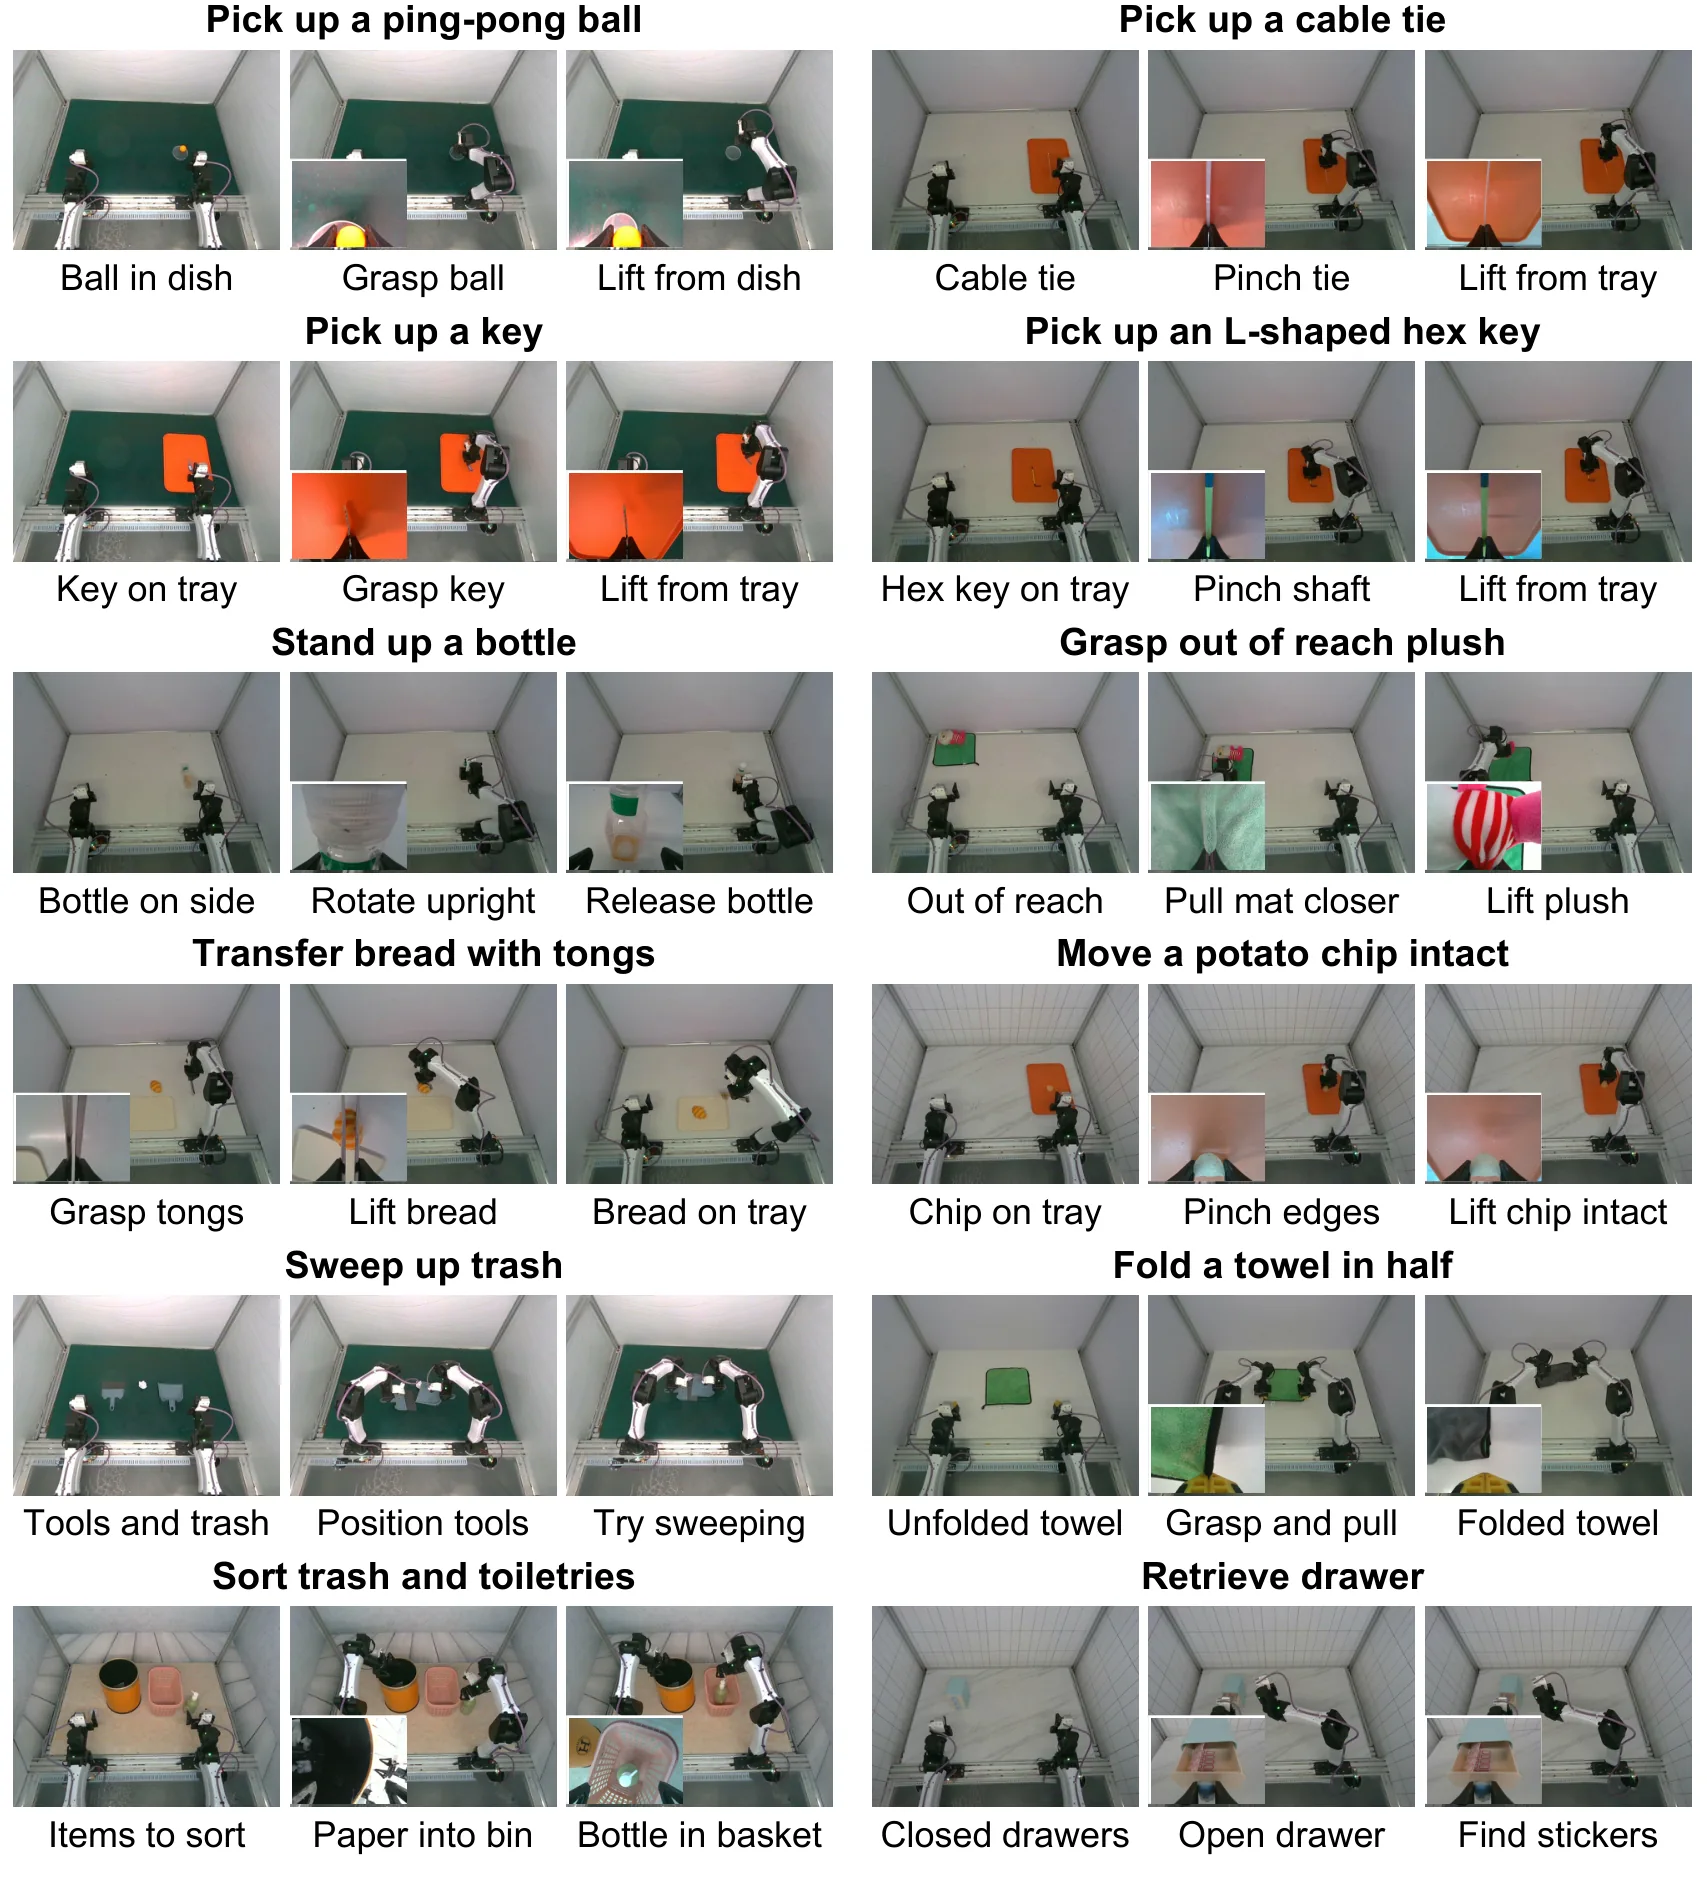 Pick up a ping-pong ball
Ball in dish
Grasp ball
Lift from dish
Pick up a cable tie
Cable tie
Pinch tie
Lift from tray
Pick up a key
Key on tray
Grasp key
Lift from tray
Pick up an L-shaped hex key
Hex key on tray
Pinch shaft
Lift from tray
Stand up a bottle
Bottle on side
Rotate upright
Release bottle
Grasp out of reach plush
Out of reach
Pull mat closer
Lift plush
Transfer bread with tongs
Grasp tongs
Lift bread
Bread on tray
Move a potato chip intact
Chip on tray
Pinch edges
Lift chip intact
Sweep up trash
Tools and trash
Position tools
Try sweeping
Fold a towel in half
Unfolded towel
Grasp and pull
Folded towel
Sort trash and toiletries
Items to sort
Paper into bin
Bottle in basket
Retrieve drawer
Closed drawers
Open drawer
Find stickers